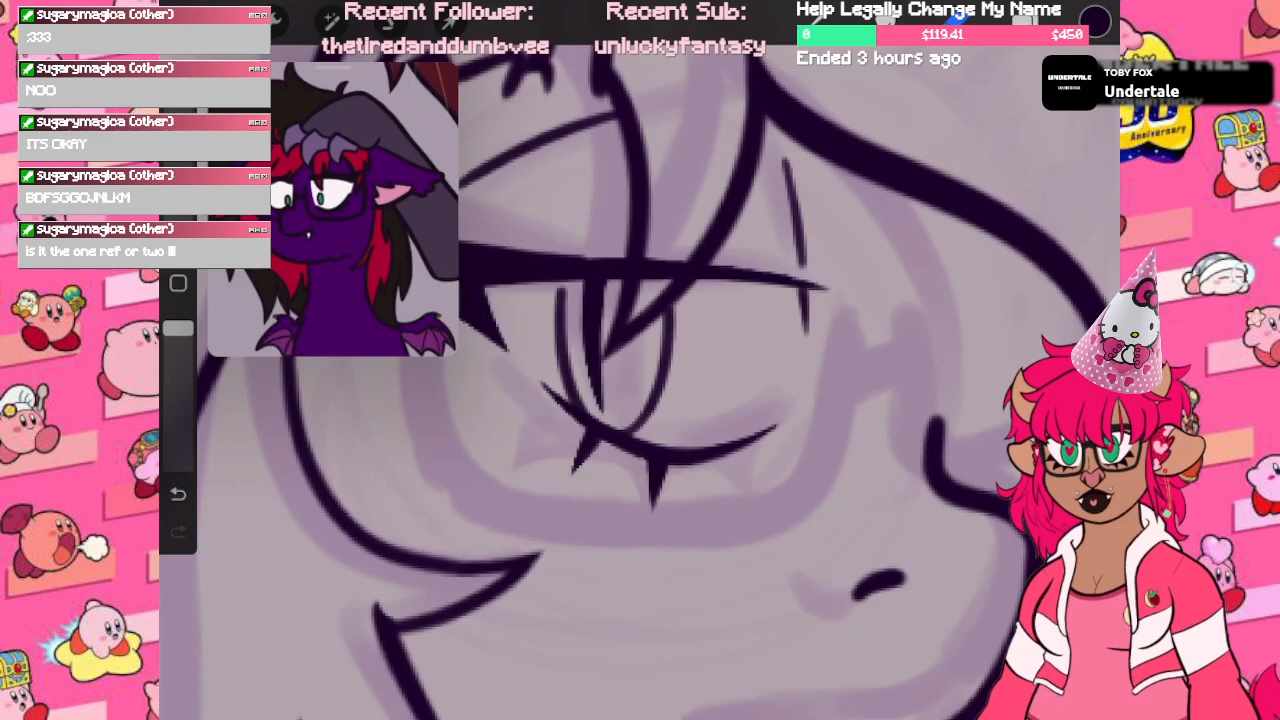 sugarymagica (other)
:333
sugarymagica (other)
NOO
sugarymagica (other)
ITS OKAY
sugarymagica (other)
BDFSGGOJNLKM
sugarymagica (other)
is it the one ref or two
Recent Follower:
thetiredanddumbvee
Recent Sub:
unluckyfantasy
Help Legally Change My Name
0 $119.41 $450
Ended 3 hours ago
UNDERTALE
TOBY FOX
Undertale
Anniversary